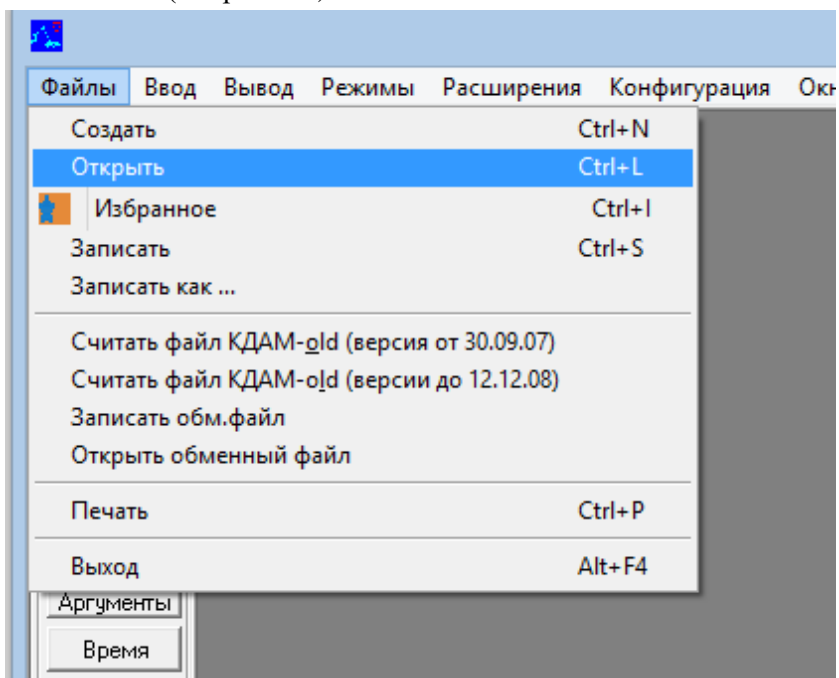 Файлы Ввод Вывод Режимы Расширения Конфигурация
Создать Ctrl+N
Открыть Ctrl+L
Избранное Ctrl+I
Записать Ctrl+S
Записать как ...
Считать файл КДАМ-old (версия от 30.09.07)
Считать файл КДАМ-old (версии до 12.12.08)
Записать обм.файл
Открыть обменный файл
Печать Ctrl+P
Выход Alt+F4
Аргументы
Время